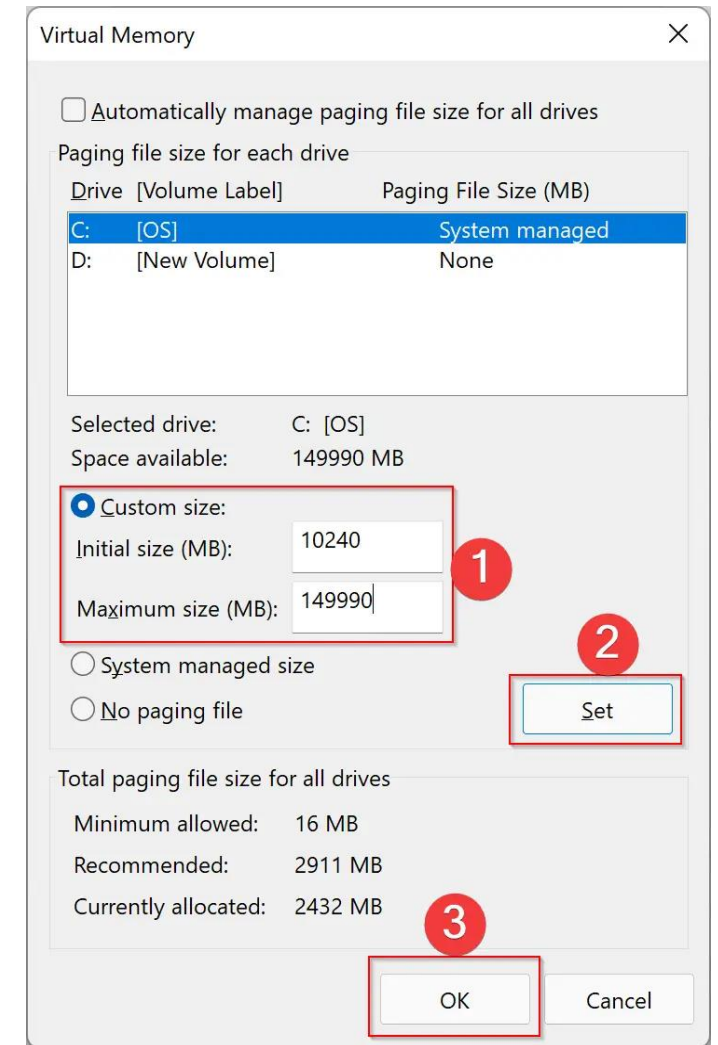 Virtual Memory
Automatically manage paging file size for all drives
Paging file size for each drive
Drive [Volume Label] Paging File Size (MB)
C: [OS] System managed
D: [New Volume] None
Selected drive: C: [OS]
Space available: 149990 MB
Custom size:
Initial size (MB): 10240
1
Maximum size (MB): 149990
2
System managed size
No paging file
Set
Total paging file size for all drives
Minimum allowed: 16 MB
Recommended: 2911 MB
Currently allocated: 2432 MB
3
OK Cancel